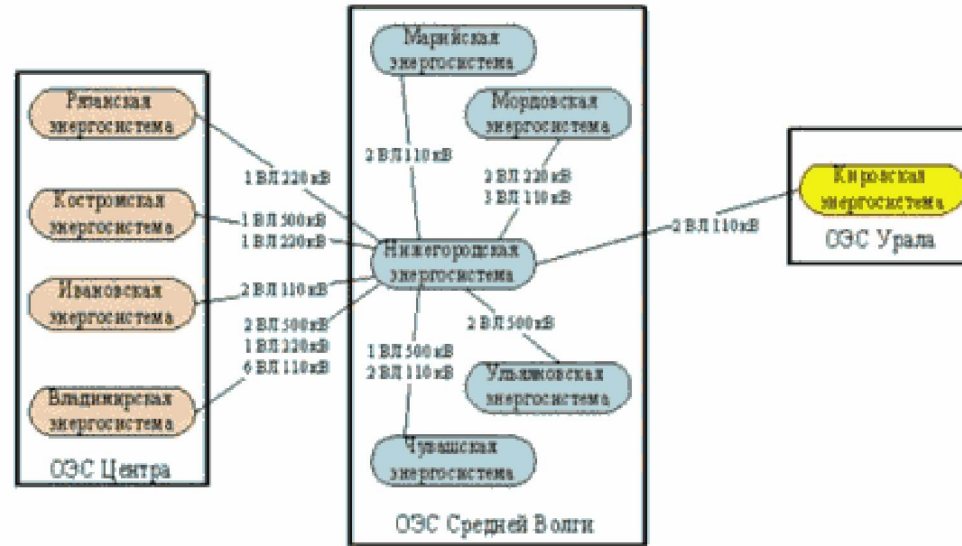 Рязанская
энергосистема
Костромская
энергосистема
Ивановская
энергосистема
Владимирская
энергосистема
ОЭС Центра
1 ВЛ 220 кВ
1 ВЛ 500 кВ
1 ВЛ 220 кВ
2 ВЛ 110 кВ
2 ВЛ 500 кВ
1 ВЛ 220 кВ
6 ВЛ 110 кВ
Марийская
энергосистема
Мордовская
энергосистема
2 ВЛ 110 кВ
2 ВЛ 220 кВ
3 ВЛ 110 кВ
Нижегородская
энергосистема
2 ВЛ 500 кВ
1 ВЛ 500 кВ
2 ВЛ 110 кВ
Ульяновская
энергосистема
Чувашская
энергосистема
ОЭС Средней Волги
2 ВЛ 110 кВ
Кировская
энергосистема
ОЭС Урала